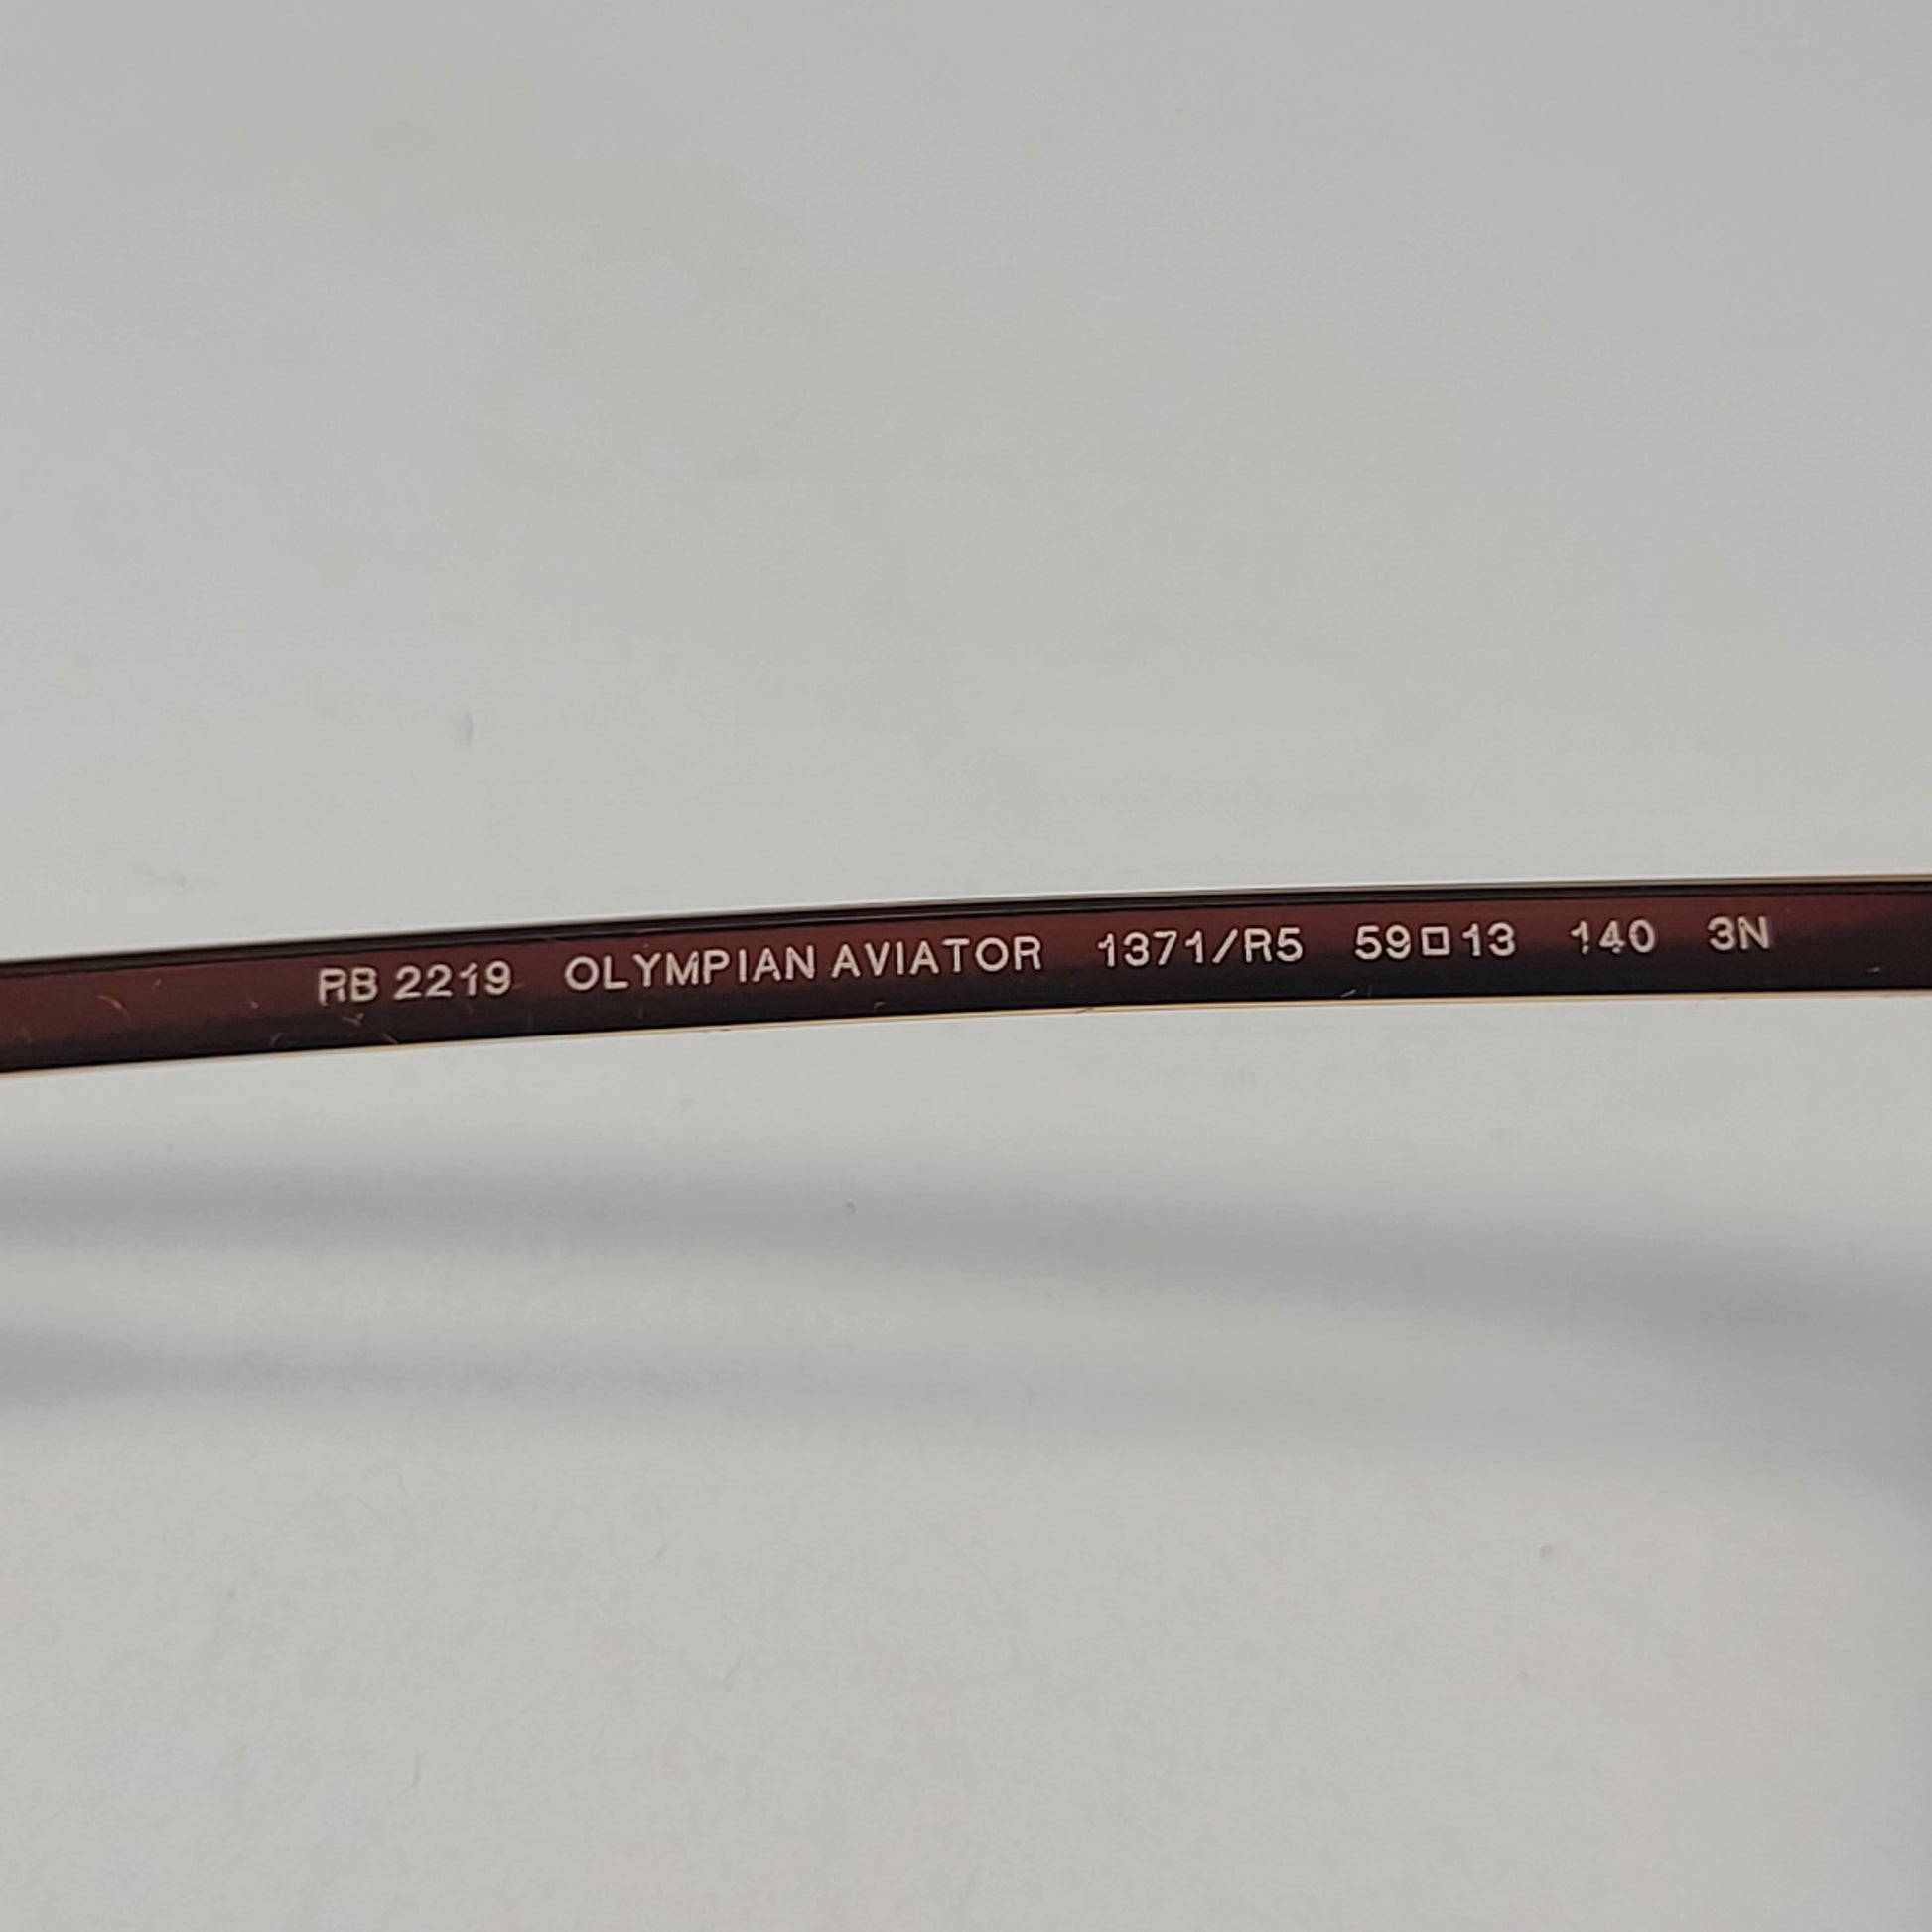 RB 2219 OLYMPIAN AVIATOR 1371/R5 59□13 140 3N